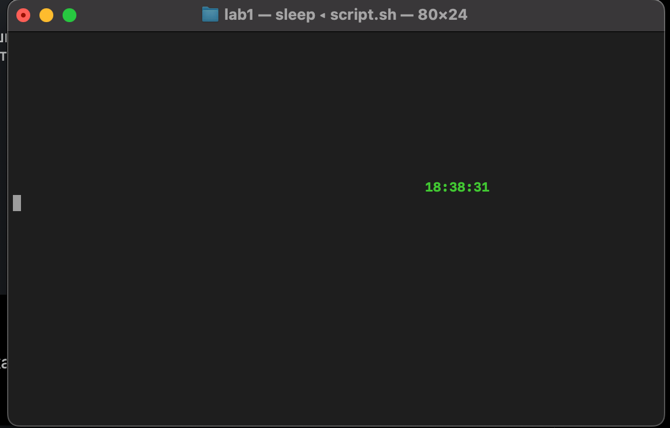 lab1 — sleep ◂ script.sh — 80×24
18:38:31